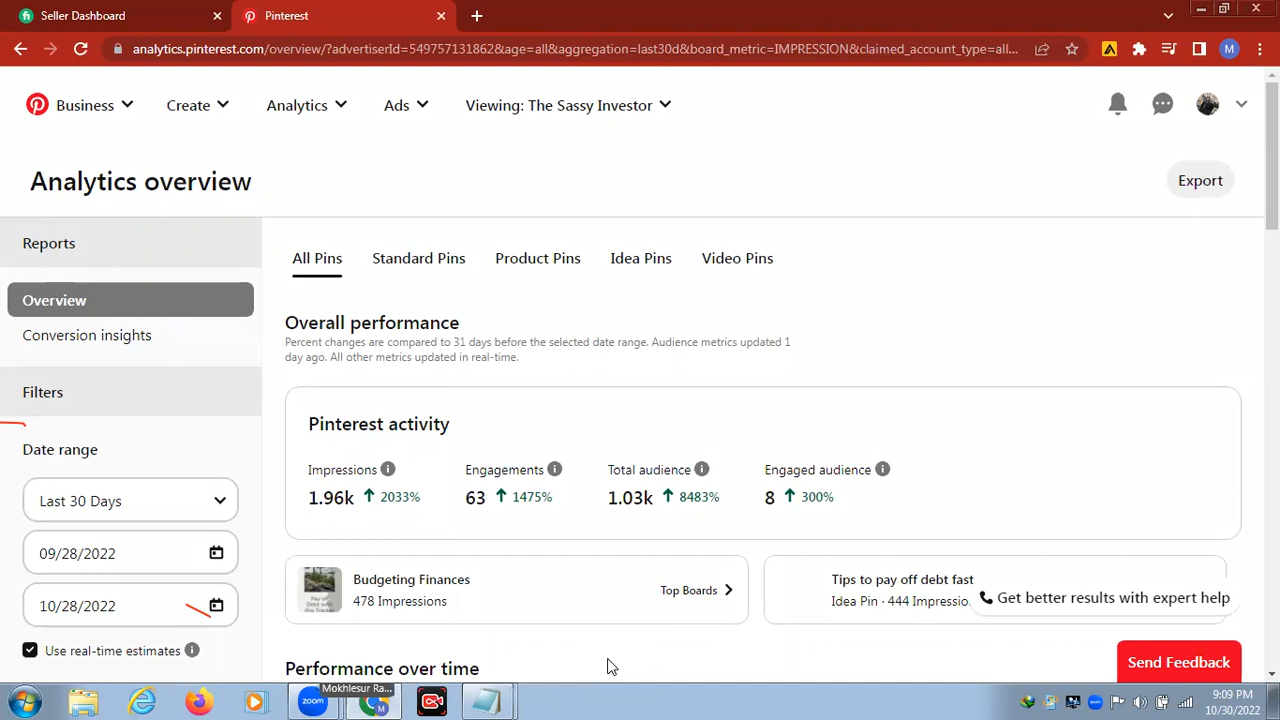 Seller Dashboard
Pinterest
analytics.pinterest.com/overview/?advertiserId=549757131862&age=all&aggregation=last30d&board_metric=IMPRESSION&claimed_account_type=all...
M
Business
Create
Analytics
Ads
Viewing: The Sassy Investor
Analytics overview
Export
Reports
Overview
Conversion insights
Filters
Date range
Last 30 Days
09/28/2022
10/28/2022
Use real-time estimates
All Pins
Standard Pins
Product Pins
Idea Pins
Video Pins
Overall performance
Percent changes are compared to 31 days before the selected date range. Audience metrics updated 1
day ago. All other metrics updated in real-time.
Pinterest activity
Impressions
Engagements
Total audience
Engaged audience
1.96k 2033%
63 1475%
1.03k 8483%
8 300%
Budgeting Finances
478 Impressions
Top Boards
Tips to pay off debt fast
Idea Pin · 444 Impressio
Get better results with expert help
Performance over time
Send Feedback
Mokhlesur Ra...
zoom
9:09 PM
10/30/2022